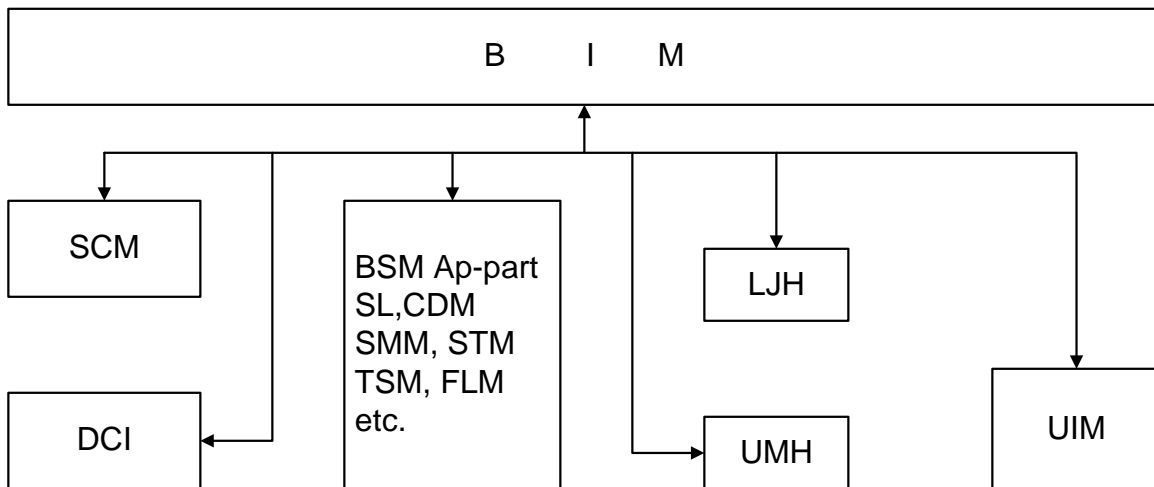 B I M
SCM
BSM Ap-part
SL,CDM
SMM, STM
TSM, FLM
etc.
LJH
DCI
UMH
UIM